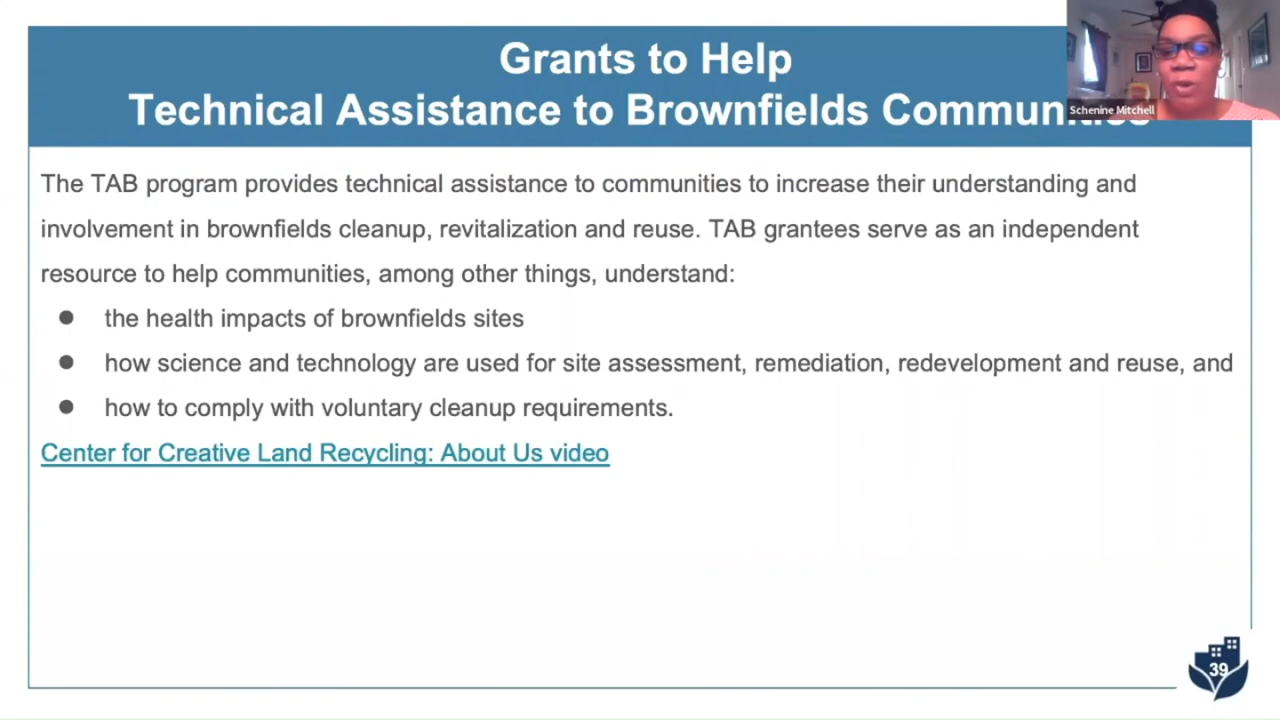 Grants to Help
Technical Assistance to Brownfields
Schenine Mitchell
The TAB program provides technical assistance to communities to increase their understanding and
involvement in brownfields cleanup, revitalization and reuse. TAB grantees serve as an independent
resource to help communities, among other things, understand:
● the health impacts of brownfields sites
● how science and technology are used for site assessment, remediation, redevelopment and reuse, and
● how to comply with voluntary cleanup requirements.
Center for Creative Land Recycling: About Us video
39